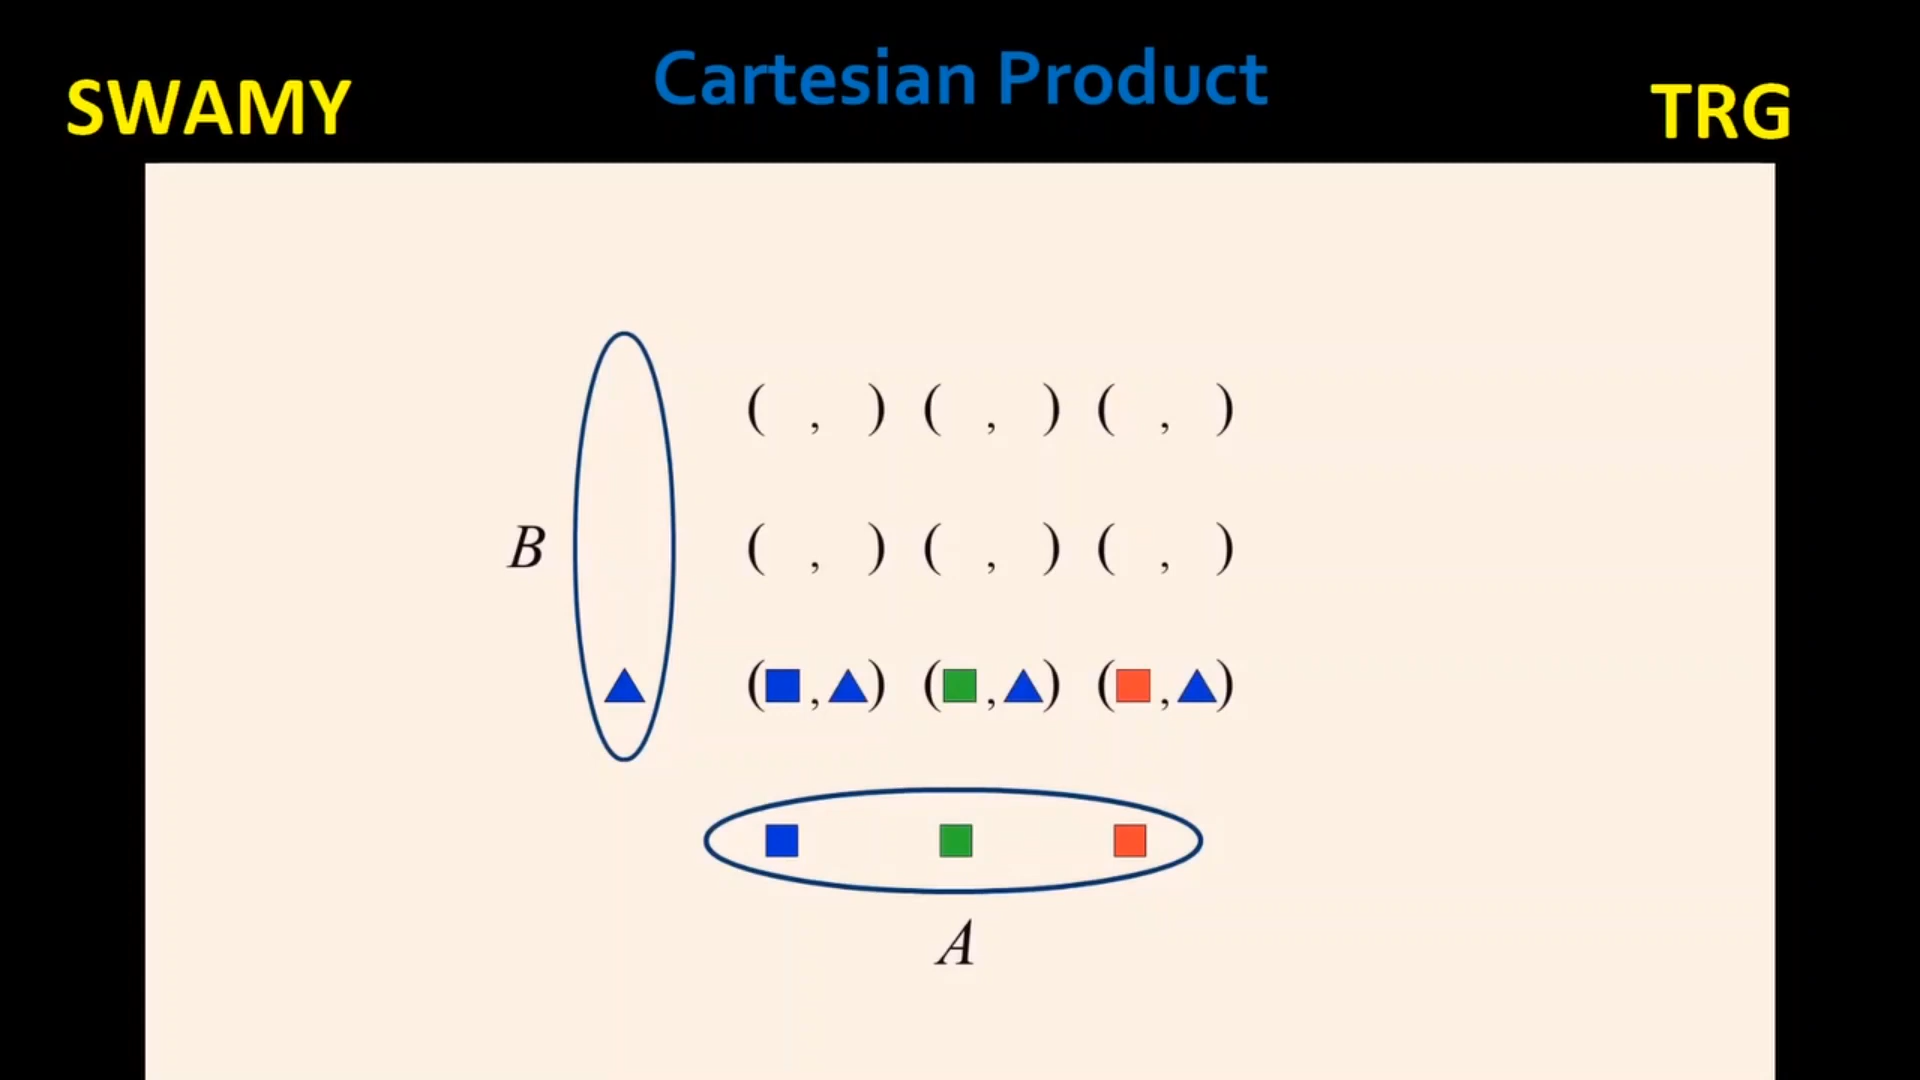 SWAMY
Cartesian Product
TRG
( , ) ( , ) ( , )
B
( , ) ( , ) ( , )
( , ) ( , ) ( , )
A